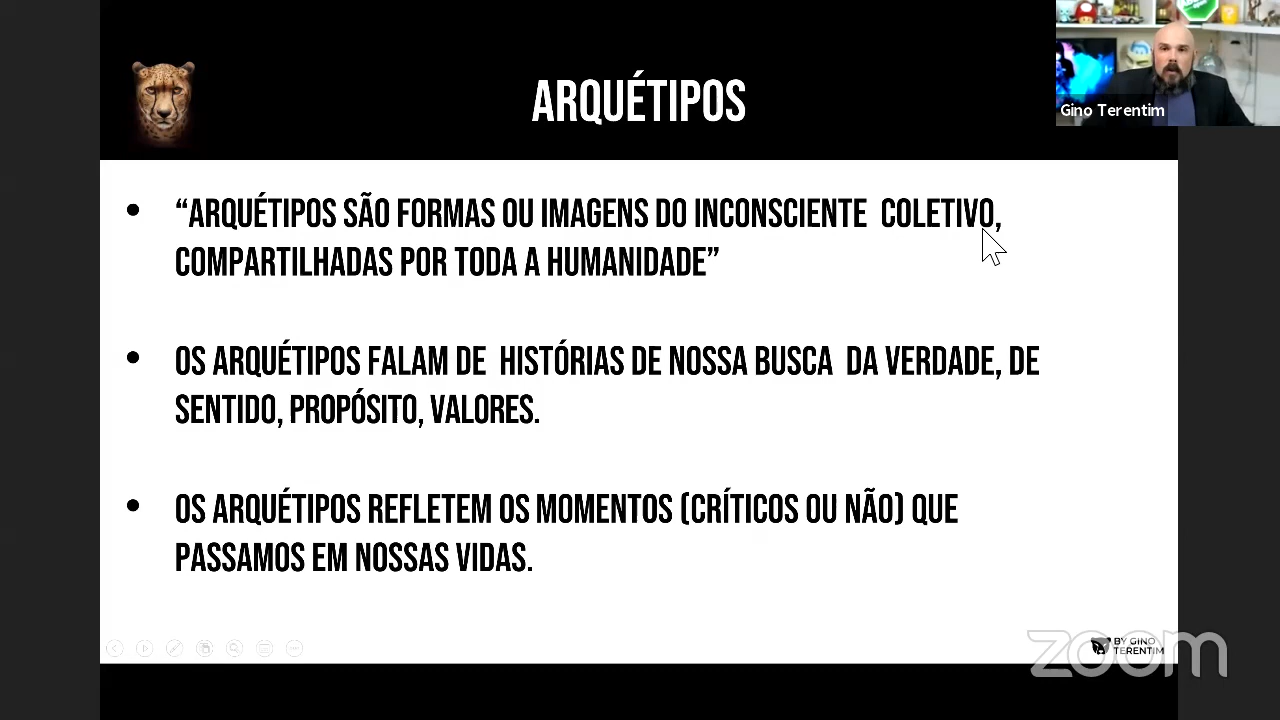 ARQUÉTIPOS
Gino Terentim
• “ARQUÉTIPOS SÃO FORMAS OU IMAGENS DO INCONSCIENTE COLETIVO,
COMPARTILHADAS POR TODA A HUMANIDADE”
• OS ARQUÉTIPOS FALAM DE HISTÓRIAS DE NOSSA BUSCA DA VERDADE, DE
SENTIDO, PROPÓSITO, VALORES.
• OS ARQUÉTIPOS REFLETEM OS MOMENTOS (CRÍTICOS OU NÃO) QUE
PASSAMOS EM NOSSAS VIDAS.
BY GINO
TERENTIM
zoom